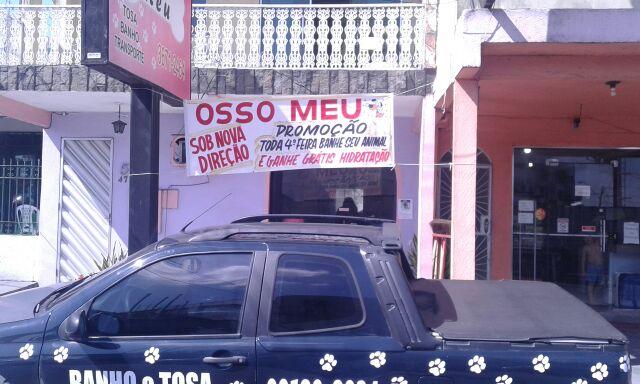 TOSA
BANHO
TRANSPORTE
OSSO MEU
SOB NOVA
DIREÇÃO
PROMOÇÃO
TODA 4ª FEIRA BANHE SEU ANIMAL
E GANHE GRATIS HIDRATAÇÃO
BANHO e TOSA